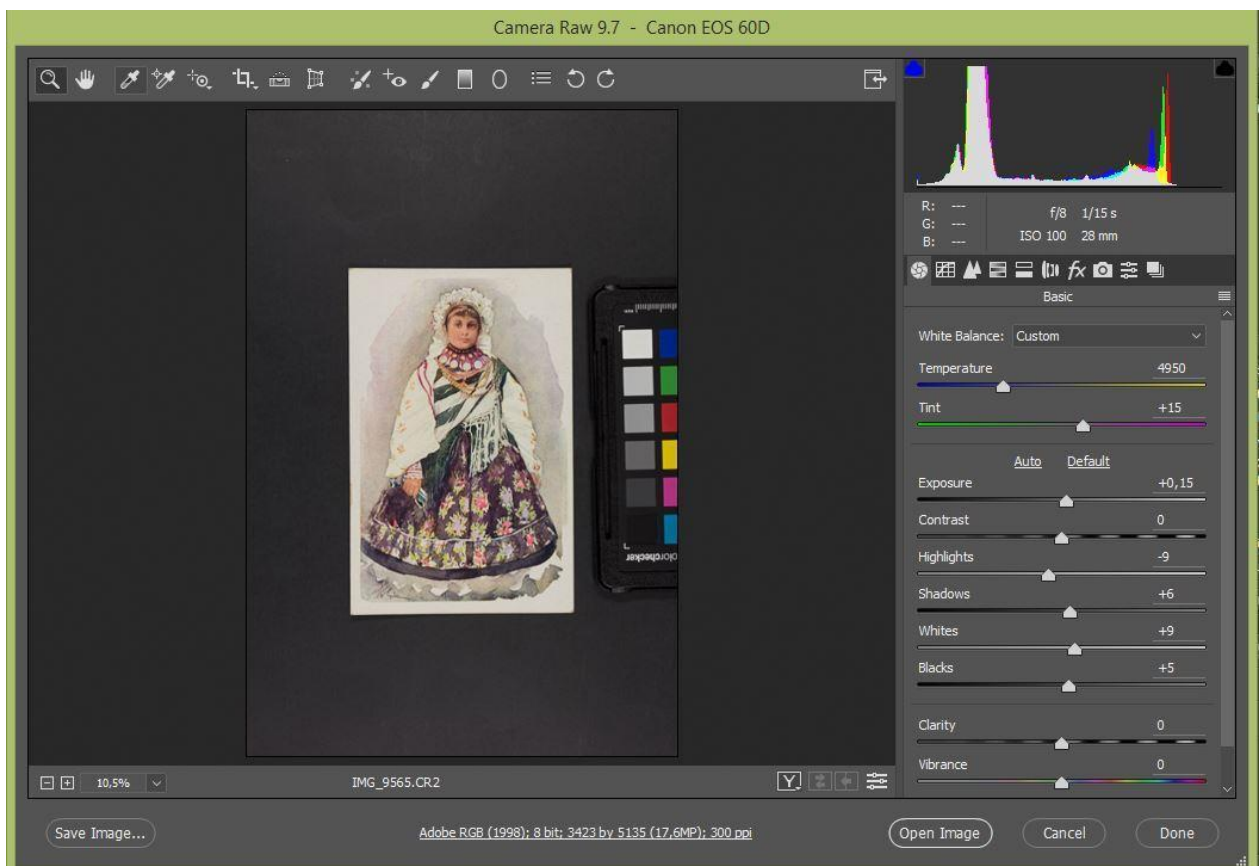 Camera Raw 9.7 - Canon EOS 60D
R: ---
G: ---
B: ---
f/8 1/15 s
ISO 100 28 mm
fx
Basic
White Balance: Custom
Temperature 4950
Tint +15
Auto Default
Exposure +0,15
Contrast 0
Highlights -9
Shadows +6
Whites +9
Blacks +5
Clarity 0
Vibrance 0
10,5%
IMG_9565.CR2
Y
Save Image...
Adobe RGB (1998); 8 bit; 3423 by 5135 (17,6MP); 300 ppi
Open Image
Cancel
Done